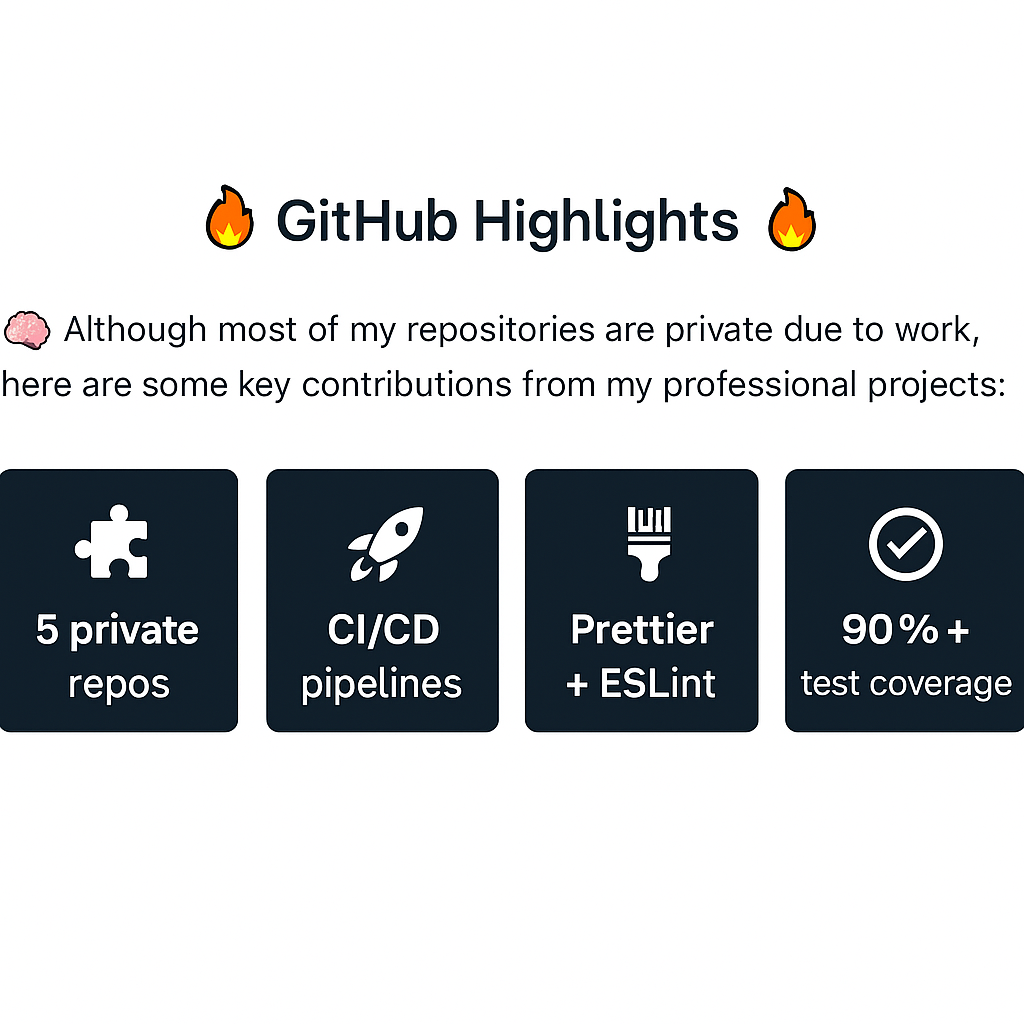 🔥 GitHub Highlights 🔥
🧠 Although most of my repositories are private due to work,
here are some key contributions from my professional projects:
5 private
repos
CI/CD
pipelines
Prettier
+ ESLint
90%+
test coverage